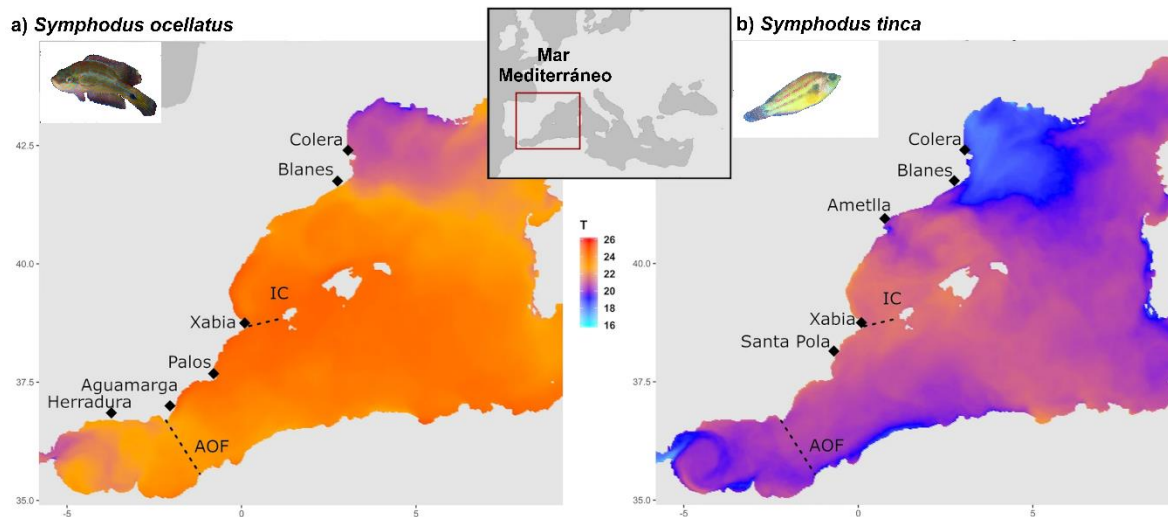 a) Symphodus ocellatus
Mar
Mediterráneo
b) Symphodus tinca
42.5
40.0
37.5
35.0
-5
0
5
Colera
Blanes
IC
Xabia
Palos
Aguamarga
Herradura
AOF
T
26
24
22
20
18
16
Colera
Blanes
Ametlla
IC
Xabia
Santa Pola
AOF
-5
0
5